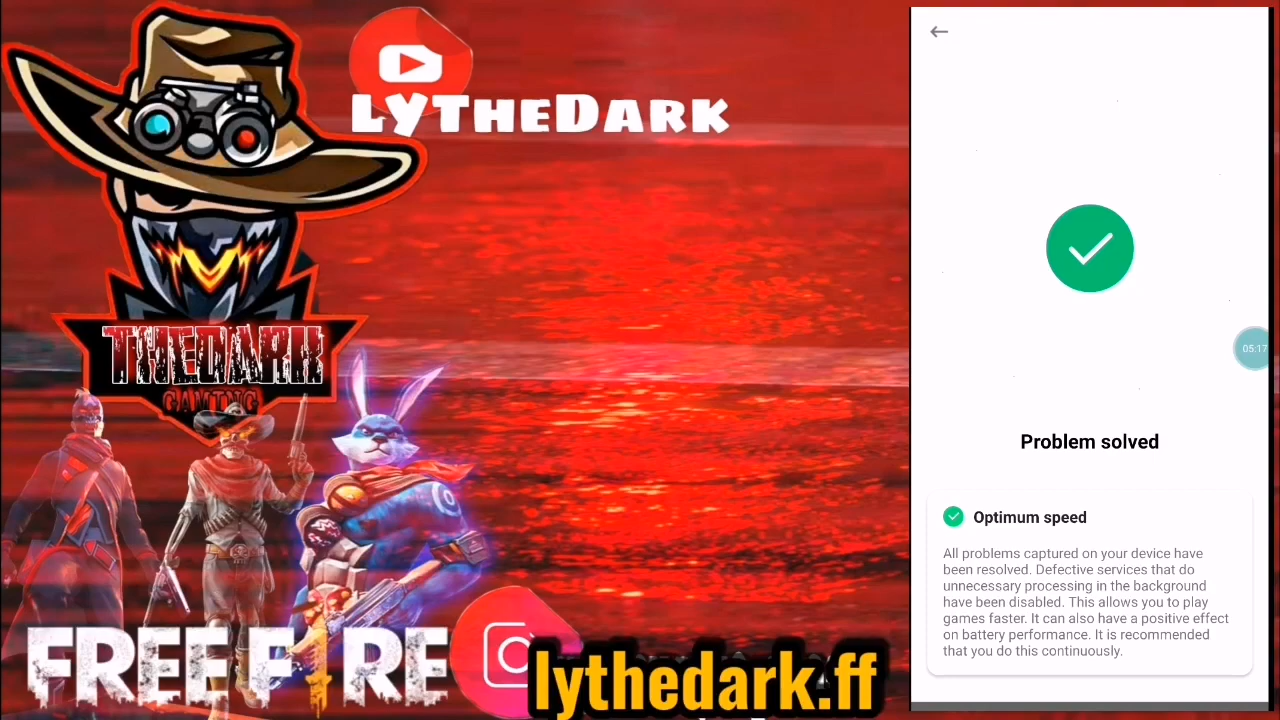 LYTHEDARK
THEDARK
GAMING
FREE FIRE
lythedark.ff
05:17
Problem solved
Optimum speed
All problems captured on your device have
been resolved. Defective services that do
unnecessary processing in the background
have been disabled. This allows you to play
games faster. It can also have a positive effect
on battery performance. It is recommended
that you do this continuously.